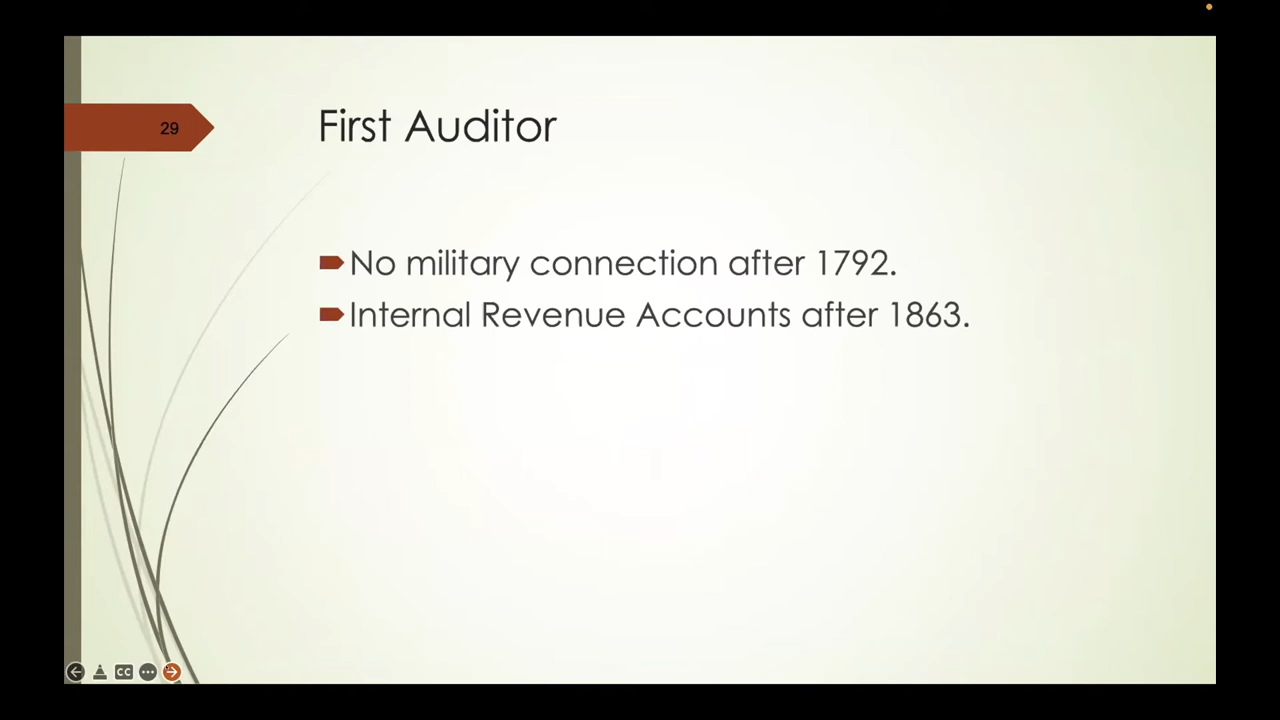 29
First Auditor
No military connection after 1792.
Internal Revenue Accounts after 1863.
CC